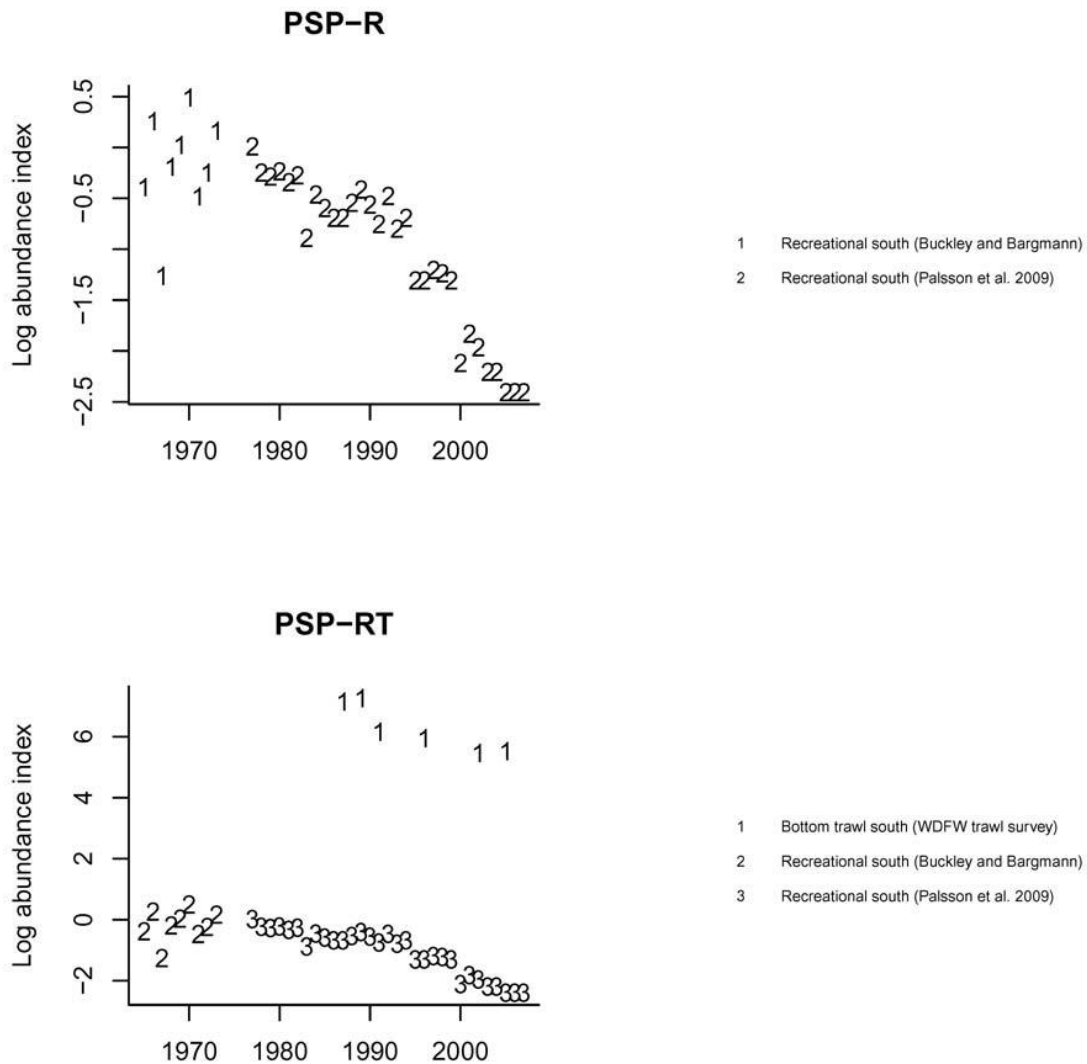 PSP−R
Log abundance index
0.5
−0.5
−1.5
−2.5
1970 1980 1990 2000
1 Recreational south (Buckley and Bargmann)
2 Recreational south (Palsson et al. 2009)
PSP−RT
Log abundance index
6
4
2
0
−2
1970 1980 1990 2000
1 Bottom trawl south (WDFW trawl survey)
2 Recreational south (Buckley and Bargmann)
3 Recreational south (Palsson et al. 2009)